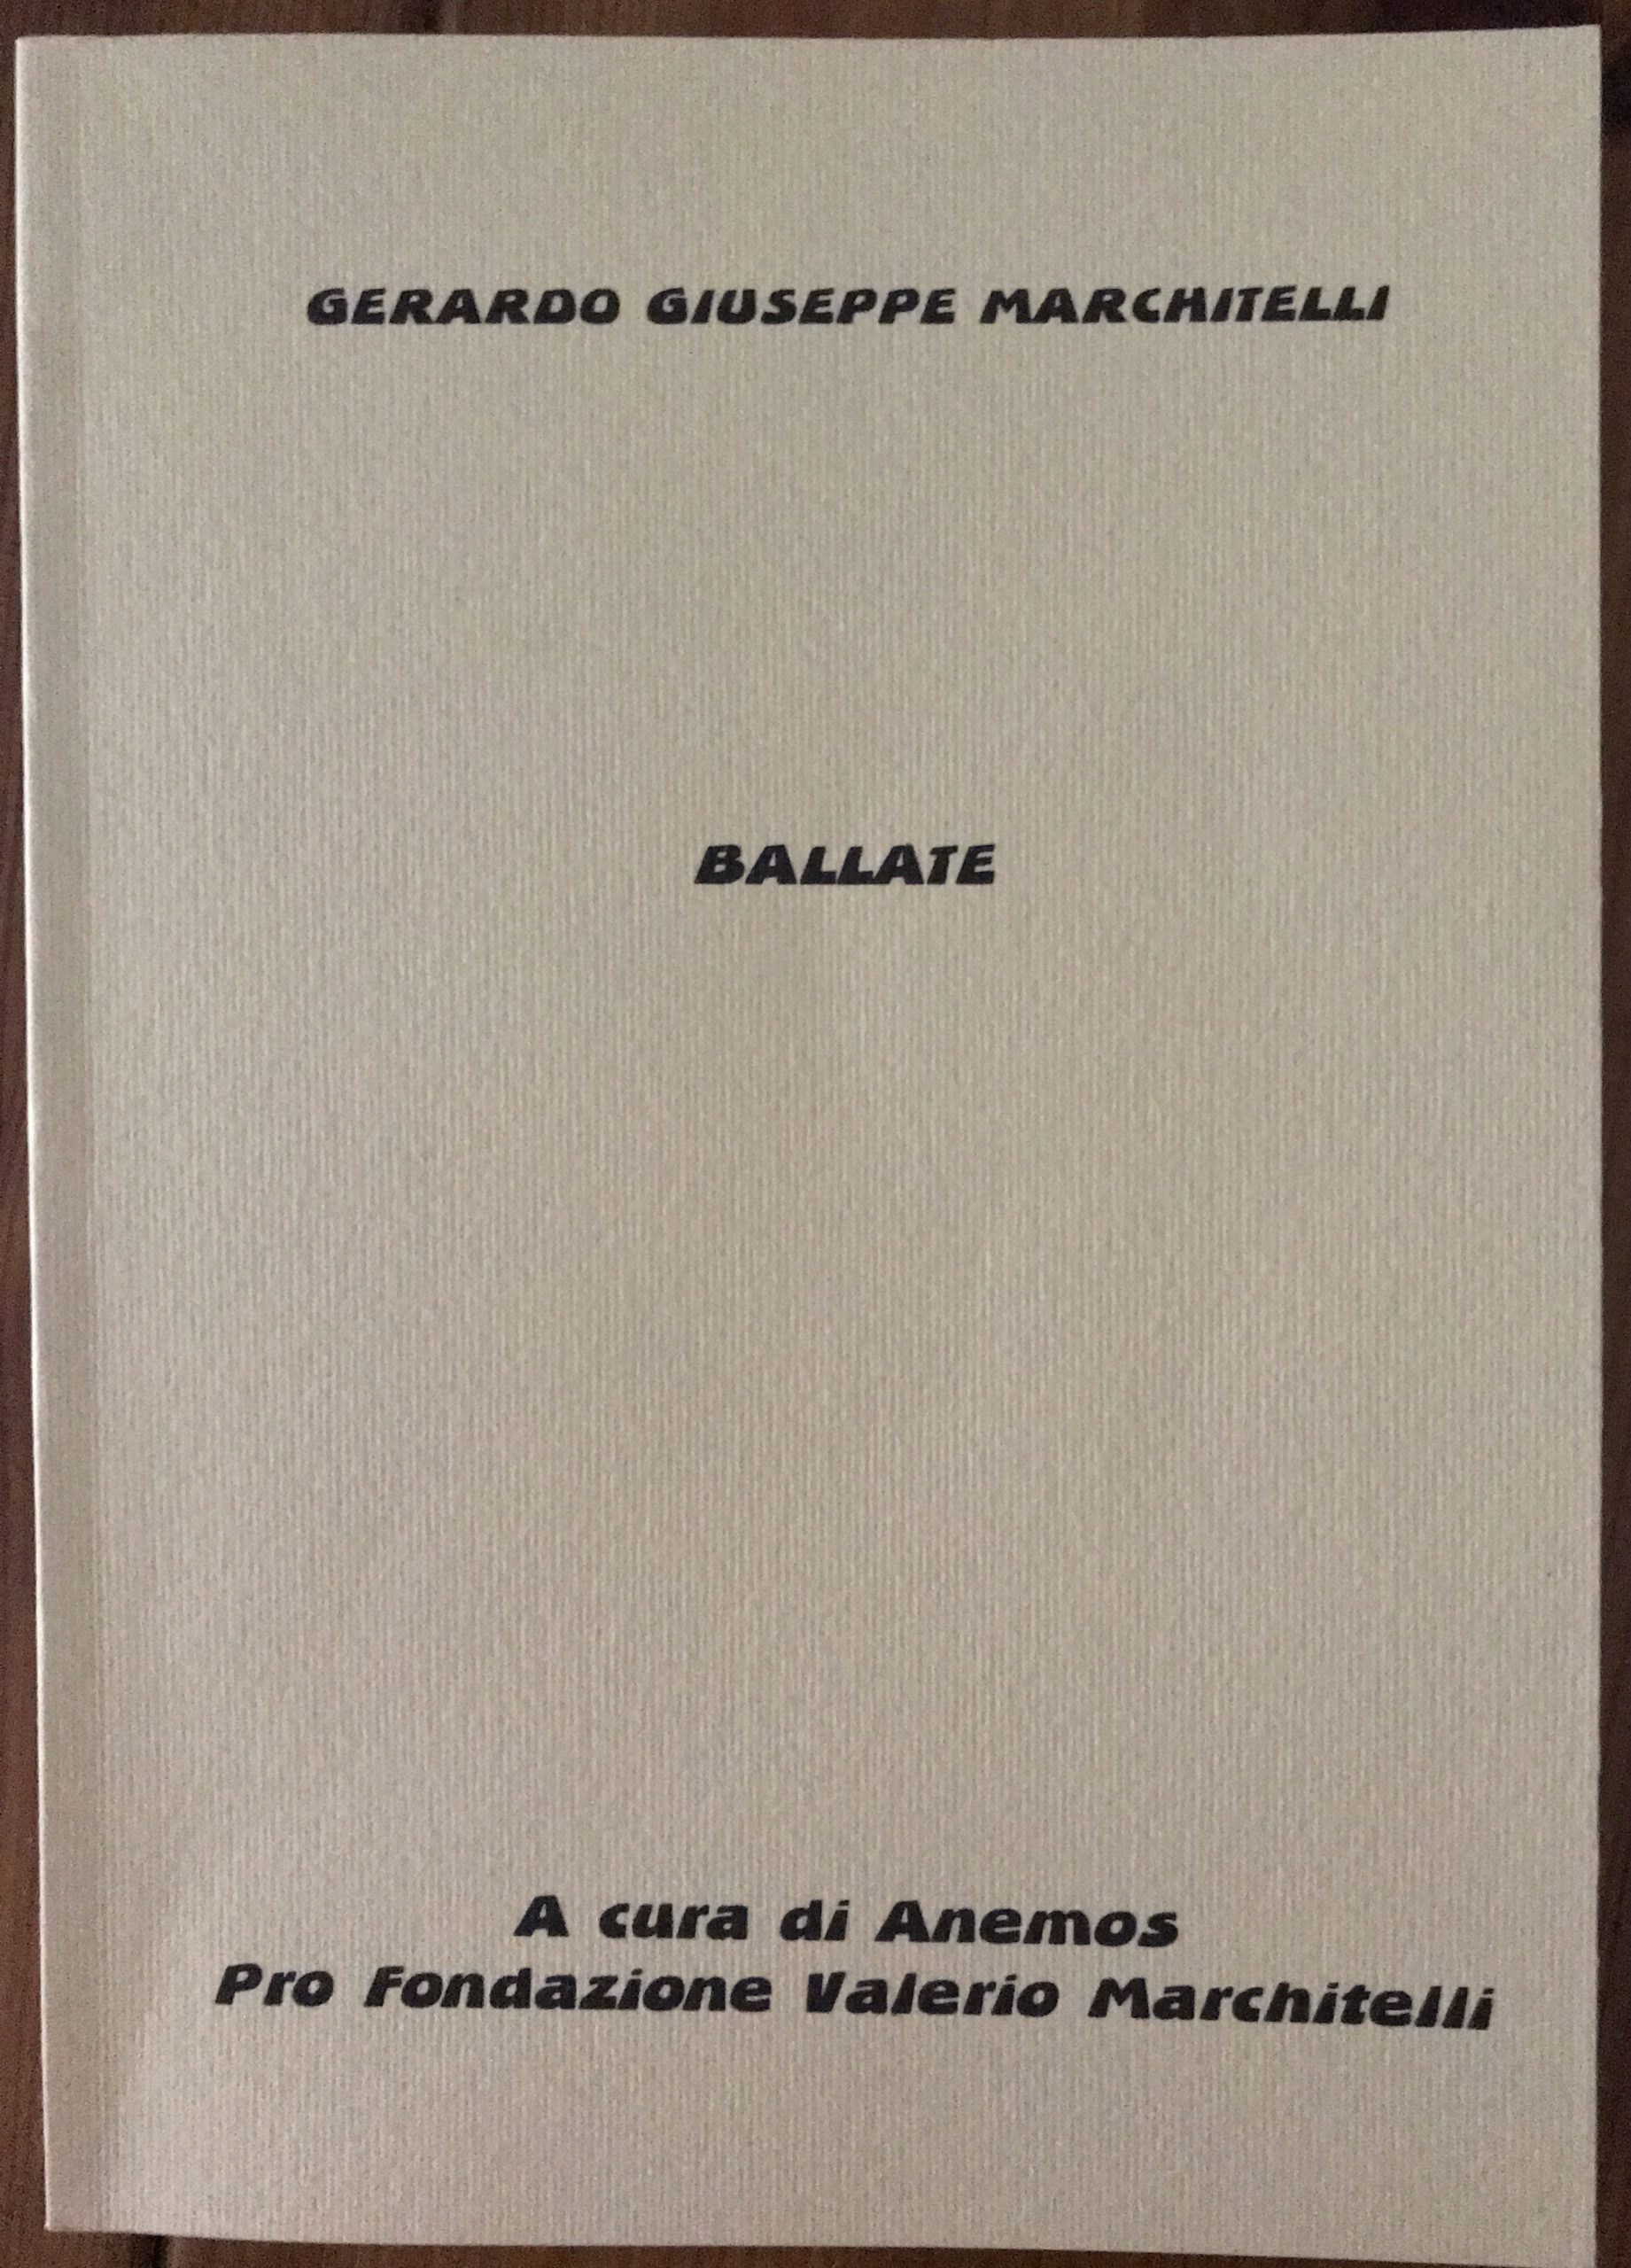 GERARDO GIUSEPPE MARCHITELLI
BALLATE
A cura di Anemos
Pro Fondazione Valerio Marchitelli